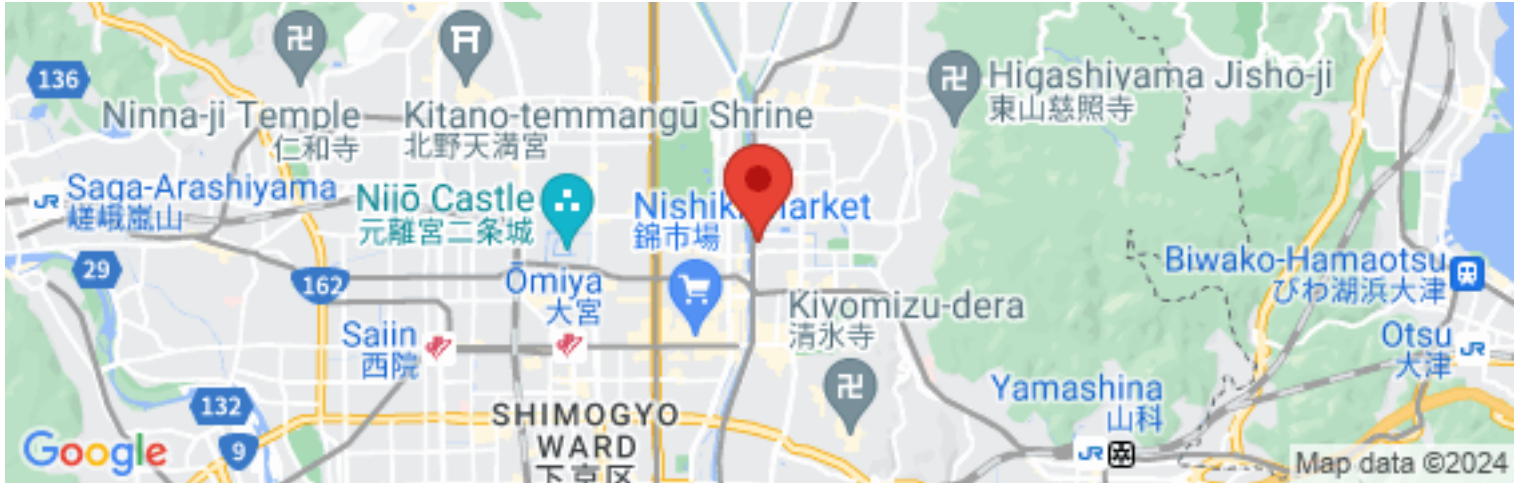 136
Ninna-ji Temple
仁和寺
Kitano-temmangū Shrine
北野天満宮
Higashiyama Jisho-ji
東山慈照寺
JR
Saga-Arashiyama
嵯峨嵐山
Nijō Castle
元離宮二条城
Nishiki Market
錦市場
29
162
Ōmiya
大宮
Kiyomizu-dera
清水寺
Biwako-Hamaotsu
びわ湖浜大津
Saiin
西院
Otsu
大津
JR
132
9
SHIMOGYO
WARD
下京区
Yamashina
山科
JR
Google
Map data ©2024